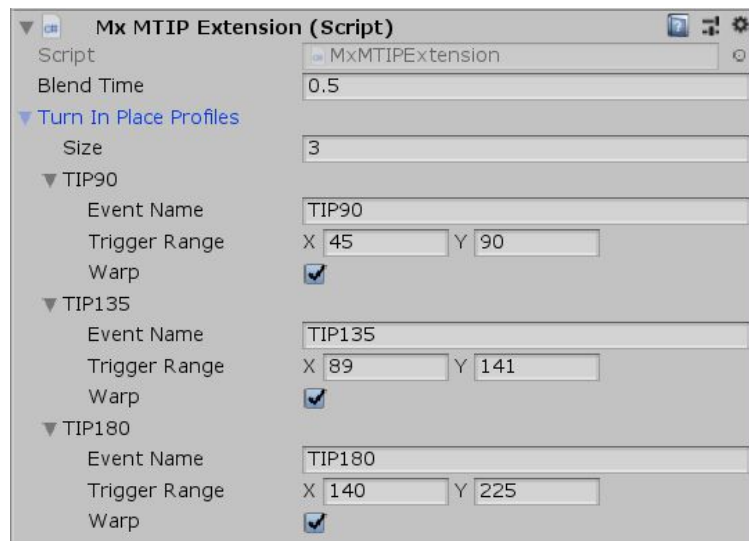 Mx MTIP Extension (Script)
Script MxMTIPExtension
Blend Time 0.5
Turn In Place Profiles
Size 3
TIP90
Event Name TIP90
Trigger Range X 45 Y 90
Warp
TIP135
Event Name TIP135
Trigger Range X 89 Y 141
Warp
TIP180
Event Name TIP180
Trigger Range X 140 Y 225
Warp